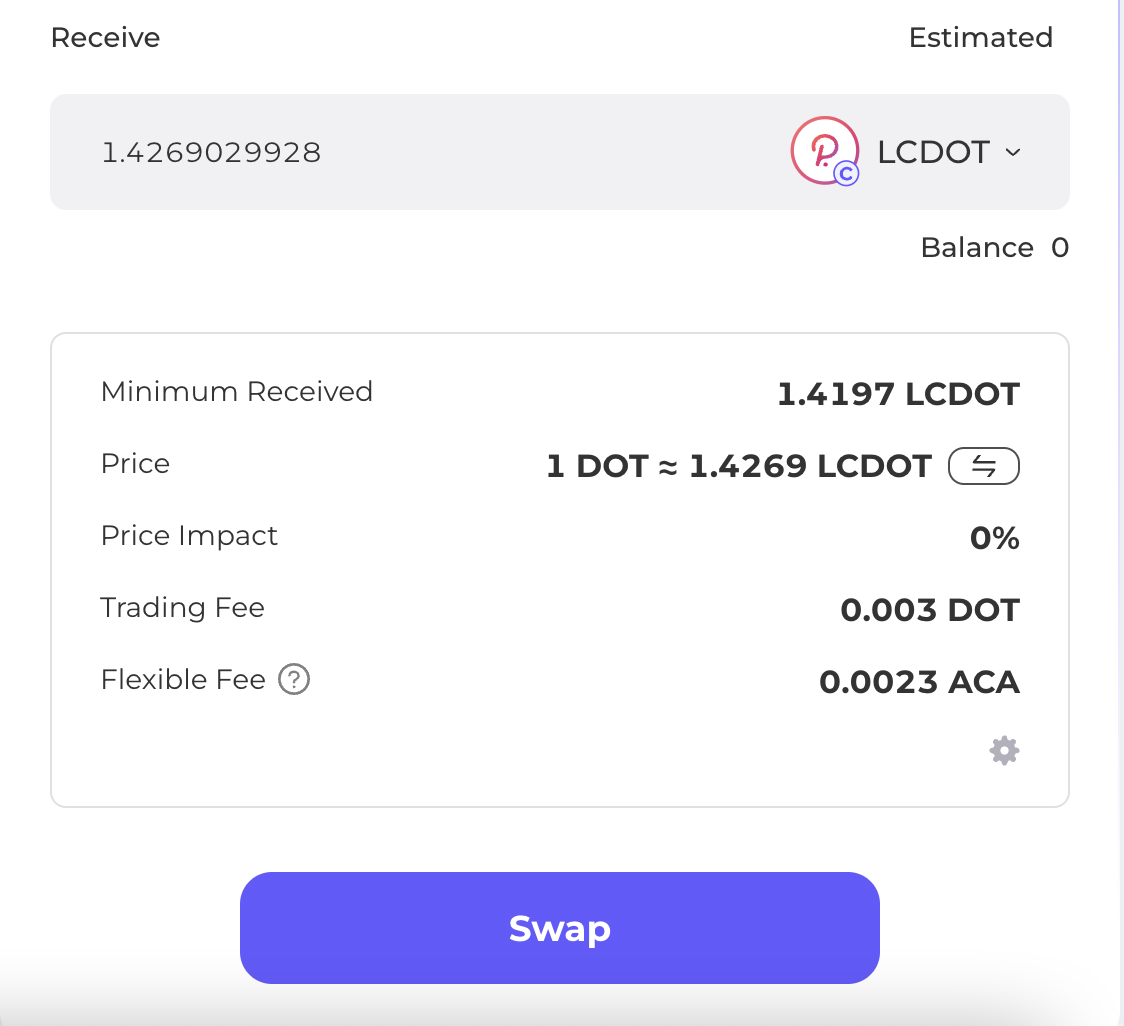 Receive Estimated
1.4269029928 LCDOT
Balance 0
Minimum Received 1.4197 LCDOT
Price 1 DOT ≈ 1.4269 LCDOT
Price Impact 0%
Trading Fee 0.003 DOT
Flexible Fee ? 0.0023 ACA
Swap